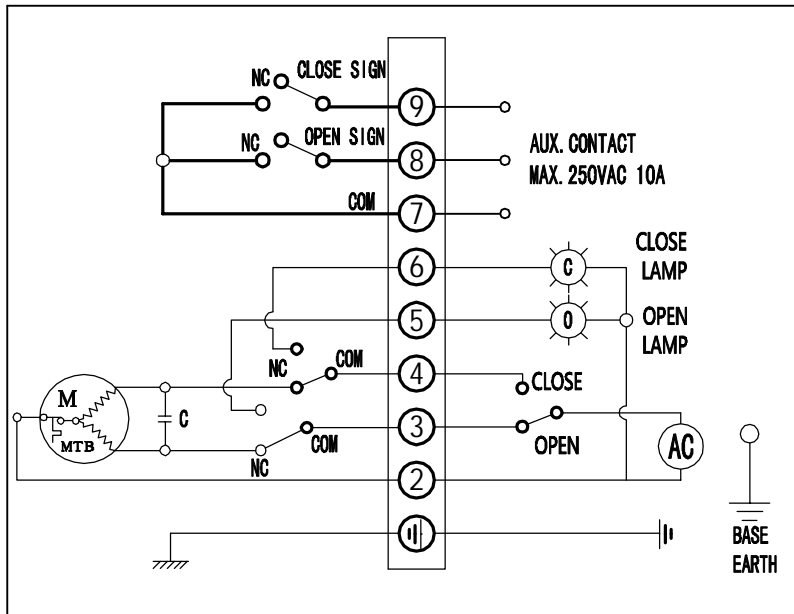 NC
CLOSE SIGN
9
NC
OPEN SIGN
8
AUX. CONTACT
MAX. 250VAC 10A
COM
7
6
C
CLOSE
LAMP
5
O
OPEN
LAMP
NC
COM
4
CLOSE
M
MTB
C
NC
COM
3
OPEN
AC
2
BASE
EARTH